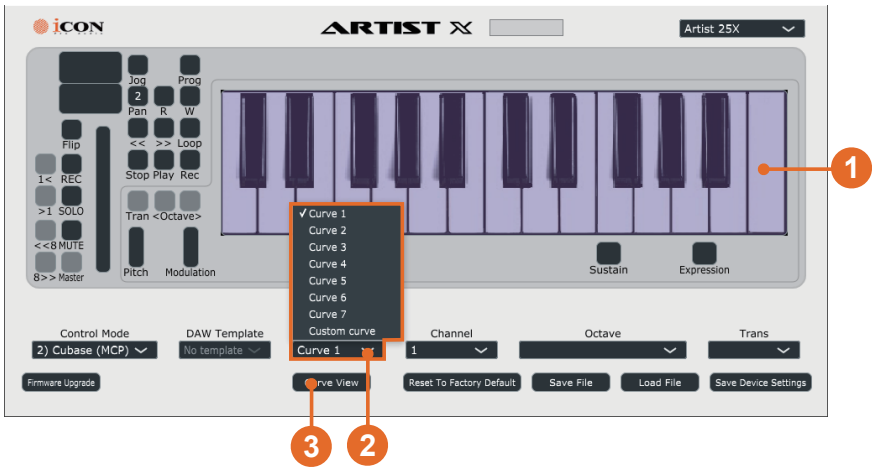 iCON
PRO AUDIO
ARTIST X
Artist 25X
Jog
Prog
2
Pan
R
W
Flip
<<
>>
Loop
1<
REC
Stop
Play
Rec
>1
SOLO
Tran
<Octave>
<<8
MUTE
8>>
Master
Pitch
Modulation
1
✓ Curve 1
Curve 2
Curve 3
Curve 4
Curve 5
Curve 6
Curve 7
Custom curve
Sustain
Expression
Control Mode
DAW Template
Channel
Octave
Trans
2) Cubase (MCP)
No template
Curve 1
1
Firmware Upgrade
Curve View
Reset To Factory Default
Save File
Load File
Save Device Settings
3
2